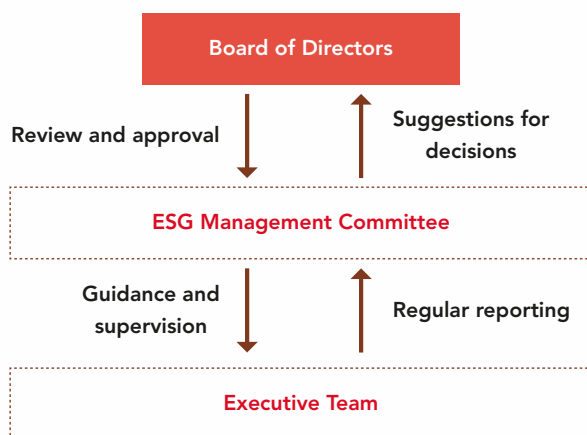 Board of Directors
Review and approval
Suggestions for
decisions
ESG Management Committee
Guidance and
supervision
Regular reporting
Executive Team